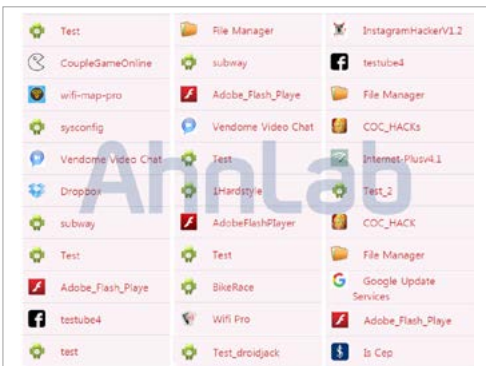 Test
CoupleGameOnline
wifi-map-pro
sysconfig
Vendome Video Chat
Dropbox
subway
Test
Adobe_Flash_Playe
testube4
test
File Manager
subway
Adobe_Flash_Playe
Vendome Video Chat
Test
1Hardstyle
AdobeFlashPlayer
Test
BikeRace
Wifi Pro
Test_droidjack
InstagramHackerV1.2
testube4
File Manager
COC_HACKs
Internet-Plusv4.1
Test_2
COC_HACK
File Manager
Google Update
Services
Adobe_Flash_Playe
Is Cep
AhnLab